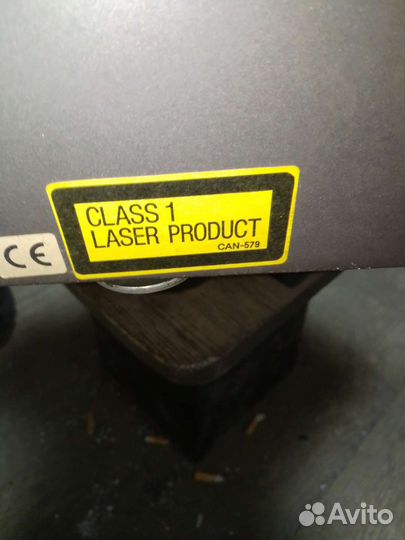 CLASS 1
LASER PRODUCT
CAN-579
CE
Avito